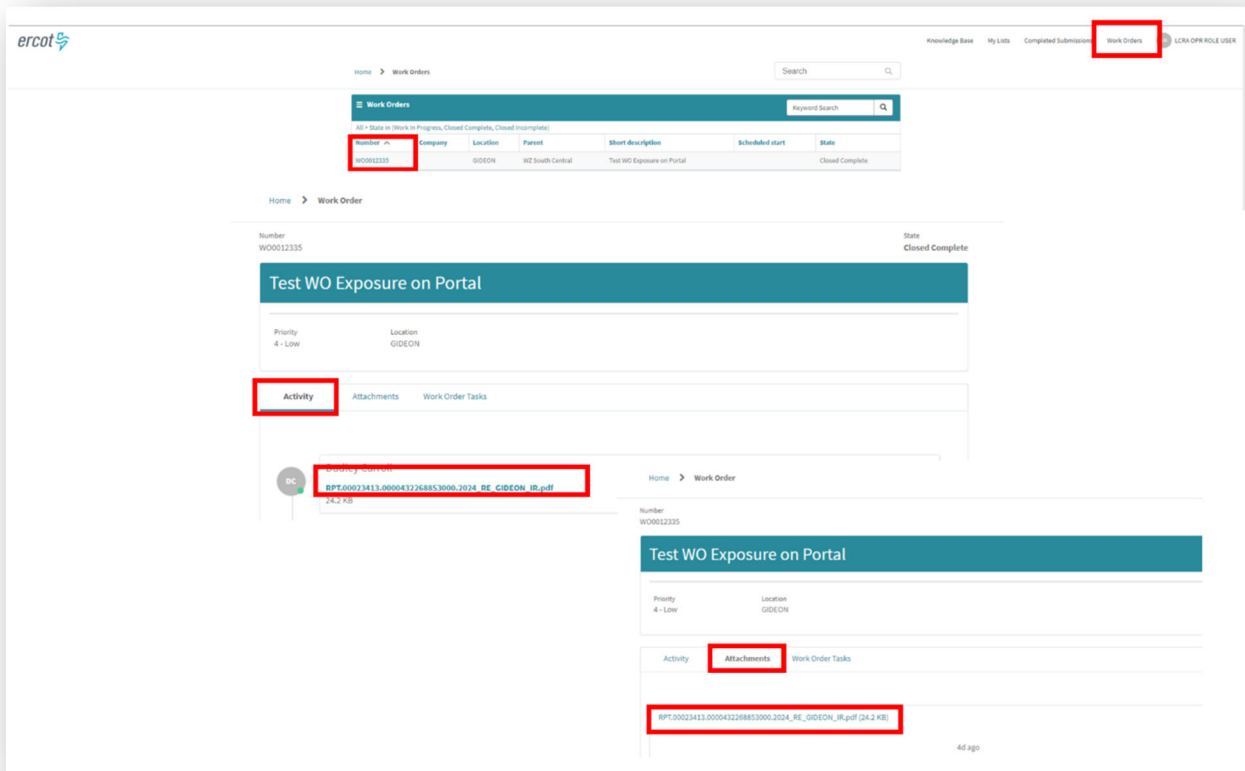 ercot
Knowledge Base My Lists Completed Submissions Work Orders LCRA OPR ROLE USER
Home > Work Orders
Search
Work Orders
Keyword Search
All > State in (Work In Progress, Closed Complete, Closed Incomplete)
Number Company Location Parent Short description Scheduled start State
WO0012335 GIDEON WZ South Central Test WO Exposure on Portal Closed Complete
Home > Work Order
Number State
WO0012335 Closed Complete
Test WO Exposure on Portal
Priority Location
4 - Low GIDEON
Activity Attachments Work Order Tasks
DC
Dudley Carroll
RPT.00023413.0000432268853000.2024_RE_GIDEON_IR.pdf
24.2 KB
Home > Work Order
Number
WO0012335
Test WO Exposure on Portal
Priority Location
4 - Low GIDEON
Activity Attachments Work Order Tasks
RPT.00023413.0000432268853000.2024_RE_GIDEON_IR.pdf (24.2 KB)
4d ago